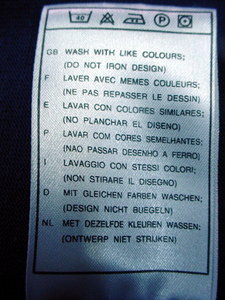 40 P
GB WASH WITH LIKE COLOURS;
(DO NOT IRON DESIGN)
F LAVER AVEC MEMES COULEURS;
(NE PAS REPASSER LE DESSIN)
E LAVAR CON COLORES SIMILARES;
(NO PLANCHAR EL DISENO)
P LAVAR COM CORES SEMELHANTES;
(NAO PASSAR DESENHO A FERRO)
I LAVAGGIO CON STESSI COLORI;
(NON STIRARE IL DISEGNO)
D MIT GLEICHEN FARBEN WASCHEN;
(DESIGN NICHT BUEGELN)
NL MET DEZELFDE KLEUREN WASSEN;
(ONTWERP NIET STRIJKEN)